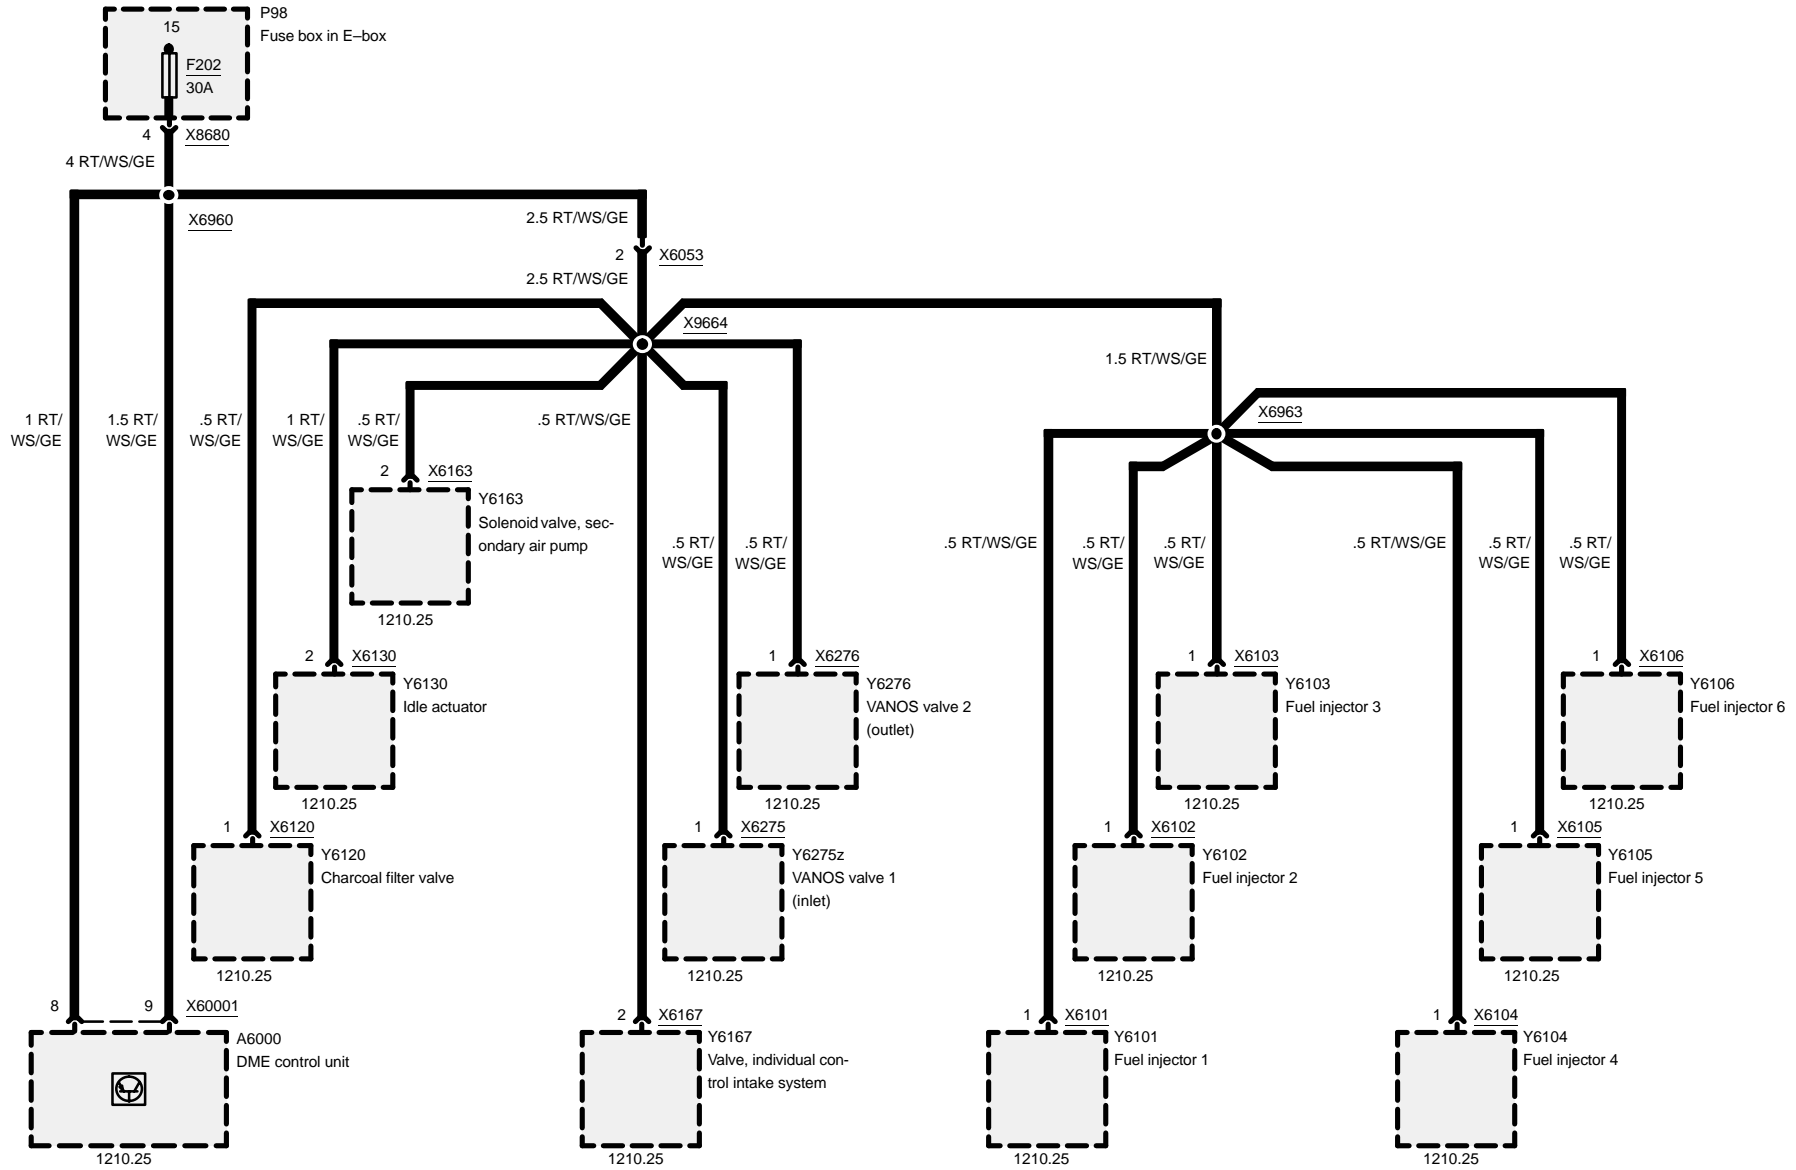 P98
Fuse box in E–box
15
F202
30A
4
X8680
4 RT/WS/GE
X6960
2.5 RT/WS/GE
2
X6053
2.5 RT/WS/GE
X9664
1.5 RT/WS/GE
X6963
1 RT/
WS/GE
1.5 RT/
WS/GE
.5 RT/
WS/GE
1 RT/
WS/GE
.5 RT/
WS/GE
.5 RT/WS/GE
2
X6163
Y6163
Solenoid valve, sec-
ondary air pump
1210.25
.5 RT/
WS/GE
.5 RT/
WS/GE
.5 RT/WS/GE
.5 RT/
WS/GE
.5 RT/
WS/GE
.5 RT/WS/GE
.5 RT/
WS/GE
.5 RT/
WS/GE
2
X6130
Y6130
Idle actuator
1210.25
1
X6276
Y6276
VANOS valve 2
(outlet)
1210.25
1
X6103
Y6103
Fuel injector 3
1210.25
1
X6106
Y6106
Fuel injector 6
1210.25
1
X6120
Y6120
Charcoal filter valve
1210.25
1
X6275
Y6275z
VANOS valve 1
(inlet)
1210.25
1
X6102
Y6102
Fuel injector 2
1210.25
1
X6105
Y6105
Fuel injector 5
1210.25
8
9
X60001
A6000
DME control unit
1210.25
2
X6167
Y6167
Valve, individual con-
trol intake system
1210.25
1
X6101
Y6101
Fuel injector 1
1210.25
1
X6104
Y6104
Fuel injector 4
1210.25